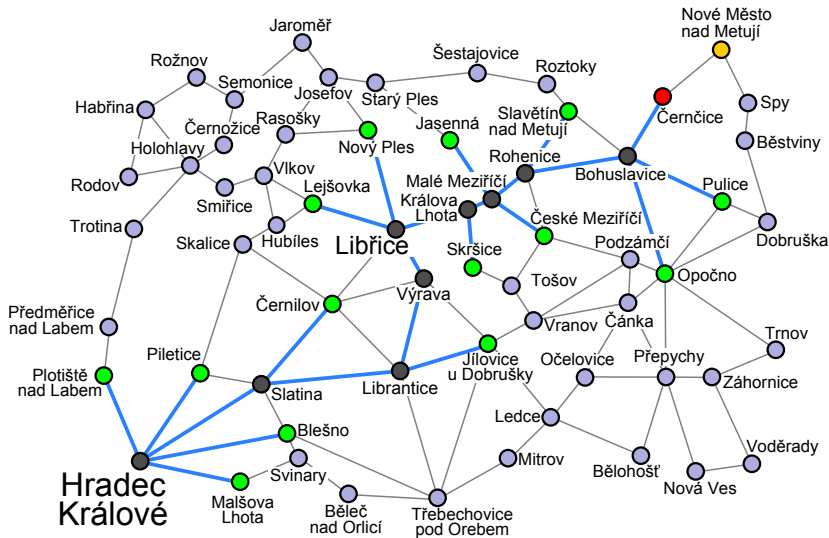 Nové Město
nad Metují
Jaroměř
Šestajovice
Rožnov
Roztoky
Semonice
Josefov
Starý Ples
Habřina
Slavětín
nad Metují
Černčice
Spy
Rasošky
Jasenná
Černožice
Nový Ples
Běstviny
Holohlavy
Rohenice
Bohuslavice
Vlkov
Malé Meziříčí
Rodov
Lejšovka
Králova
Lhota
Pulice
Smiřice
Trotina
České Meziříčí
Skalice
Hubíles
Libřice
Skršice
Podzámčí
Dobruška
Opočno
Tošov
Výrava
Černilov
Předměřice
nad Labem
Vranov
Čánka
Trnov
Piletice
Jílovice
u Dobrušky
Očelovice
Přepychy
Plotiště
nad Labem
Slatina
Librantice
Záhornice
Ledce
Blešno
Voděrady
Mitrov
Svinary
Bělohošť
Nová Ves
Hradec
Králové
Malšova
Lhota
Běleč
nad Orlicí
Třebechovice
pod Orebem